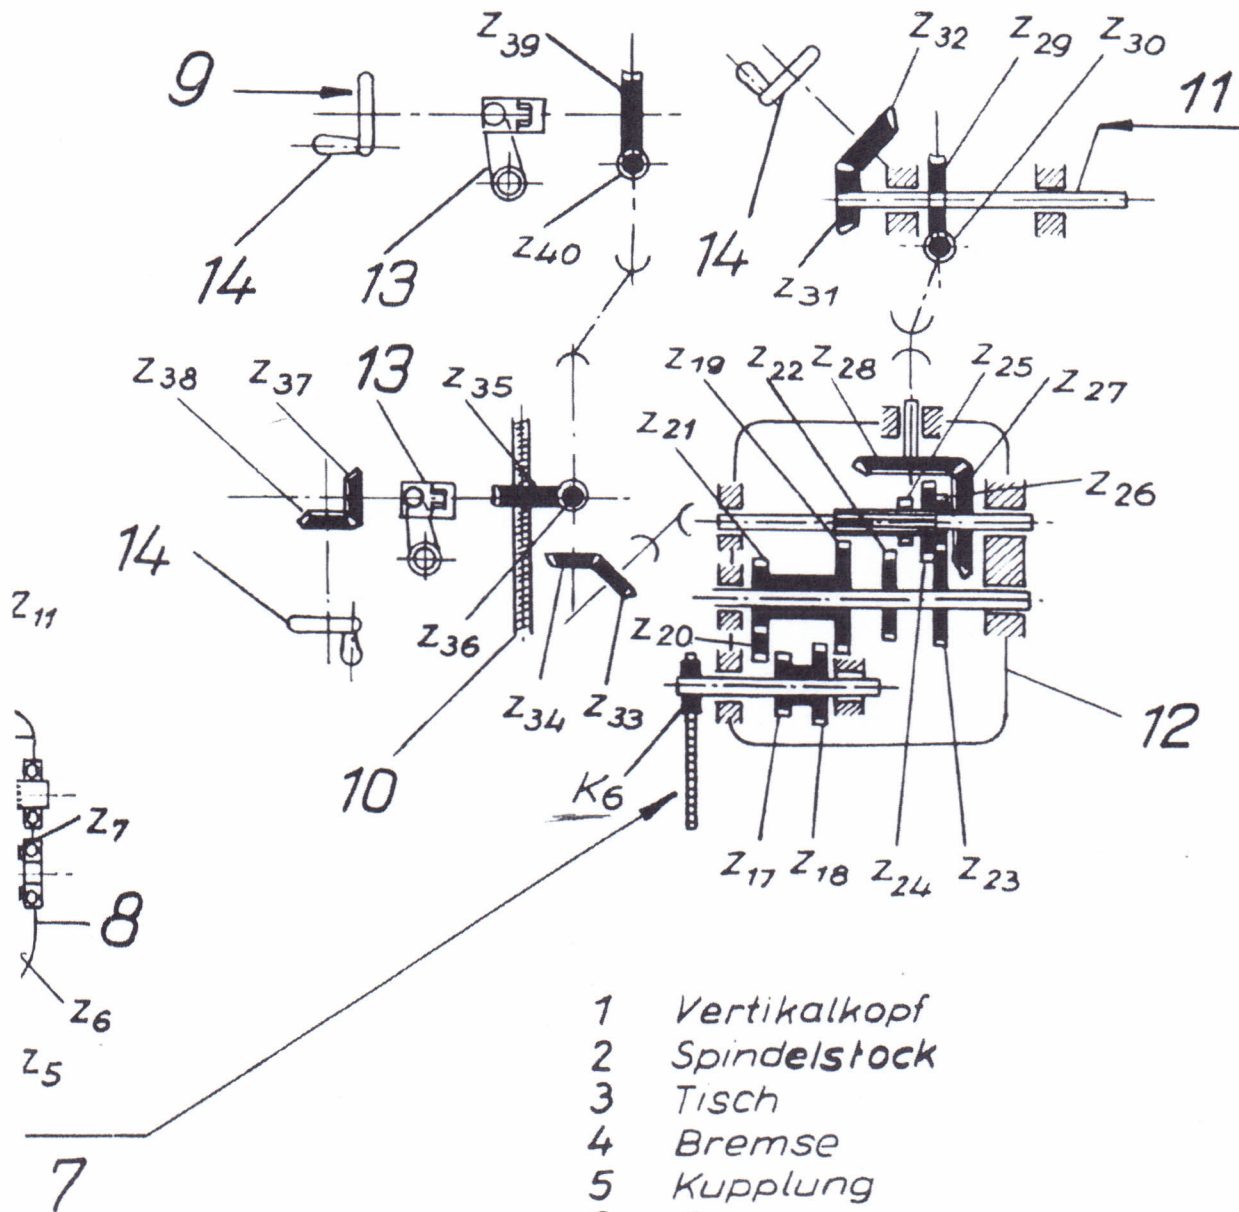 Z39
Z32
Z29
Z30
9
11
14
13
Z40
14
Z31
Z38
Z37
13
Z35
Z19
Z22
Z28
Z25
Z27
Z21
Z26
14
Z11
Z36
Z20
Z34
Z33
12
10
K6
Z7
Z17
Z18
Z24
Z23
8
Z6
Z5
7
1 Vertikalkopf
2 Spindelstock
3 Tisch
4 Bremse
5 Kupplung